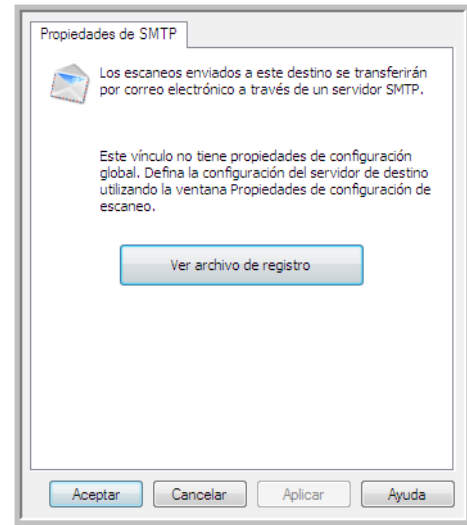 Propiedades de SMTP
Los escaneos enviados a este destino se transferirán
por correo electrónico a través de un servidor SMTP.
Este vínculo no tiene propiedades de configuración
global. Defina la configuración del servidor de destino
utilizando la ventana Propiedades de configuración de
escaneo.
Ver archivo de registro
Aceptar Cancelar Aplicar Ayuda